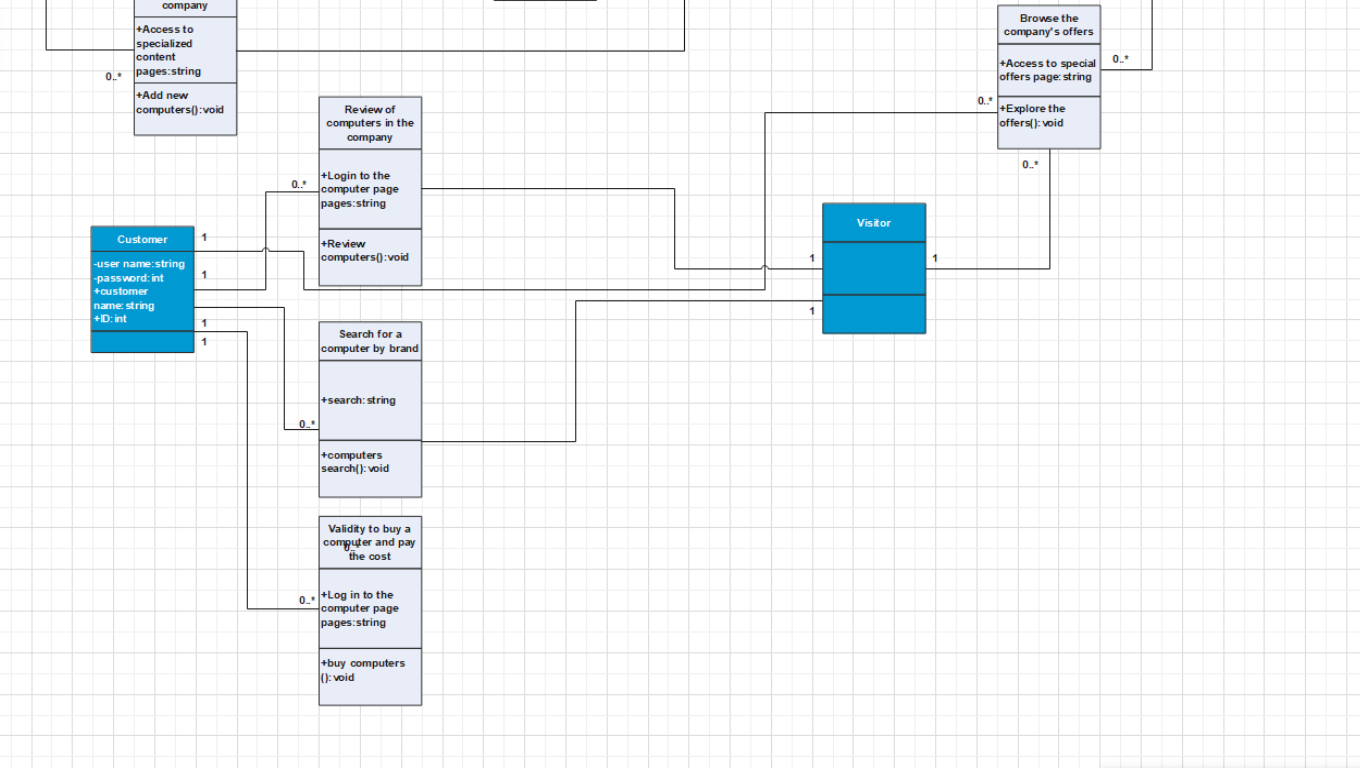 company
+Access to
specialized
content
pages:string
0..*
+Add new
computers():void
Browse the
company's offers
+Access to special
offers page:string
0..*
0..*
+Explore the
offers():void
0..*
Review of
computers in the
company
+Login to the
computer page
pages:string
0..*
+Review
computers():void
Customer
-user name:string
-password:int
+customer
name:string
+ID:int
1
1
1
1
Visitor
1
1
1
Search for a
computer by brand
+search:string
0..*
+computers
search():void
Validity to buy a
computer and pay
the cost
0..*
+Log in to the
computer page
pages:string
0..*
+buy computers
():void